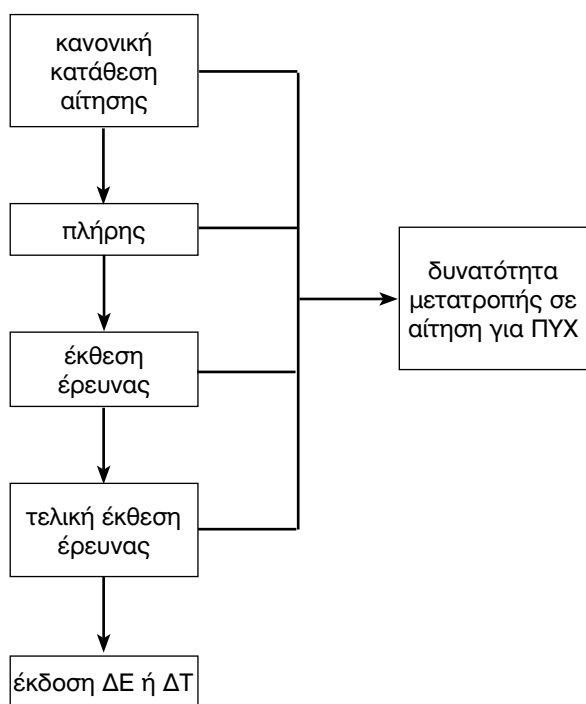 κανονική
κατάθεση
αίτησης
πλήρης
έκθεση
έρευνας
τελική έκθεση
έρευνας
έκδοση ΔΕ ή ΔΤ
δυνατότητα
μετατροπής σε
αίτηση για ΠΥΧ